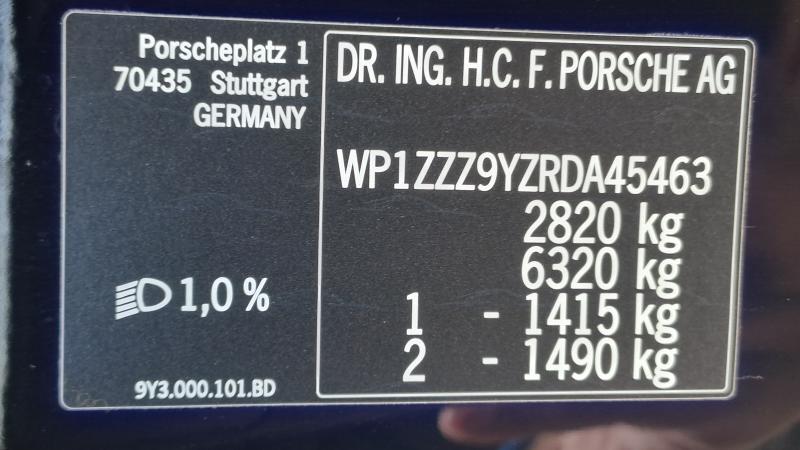 Porscheplatz 1
70435 Stuttgart
GERMANY
1,0 %
9Y3.000.101.BD
DR. ING. H.C. F. PORSCHE AG
WP1ZZZ9YZRDA45463
2820 kg
6320 kg
1 - 1415 kg
2 - 1490 kg